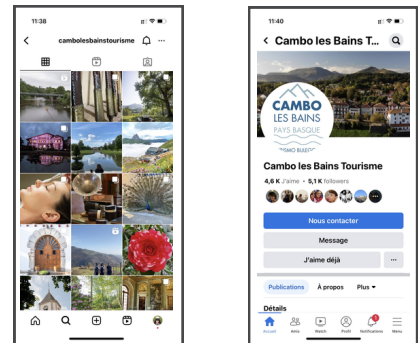 11:38
cambolesbainstourisme
11:40
Cambo les Bains T...
CAMBO
LES BAINS
PAYS BASQUE
Cambo les Bains Tourisme
4,6 K J'aime • 5,1 K followers
Nous contacter
Message
J'aime déjà
Publications
À propos
Plus
Détails
Accueil
Amis
Watch
Profil
Notifications
Menu